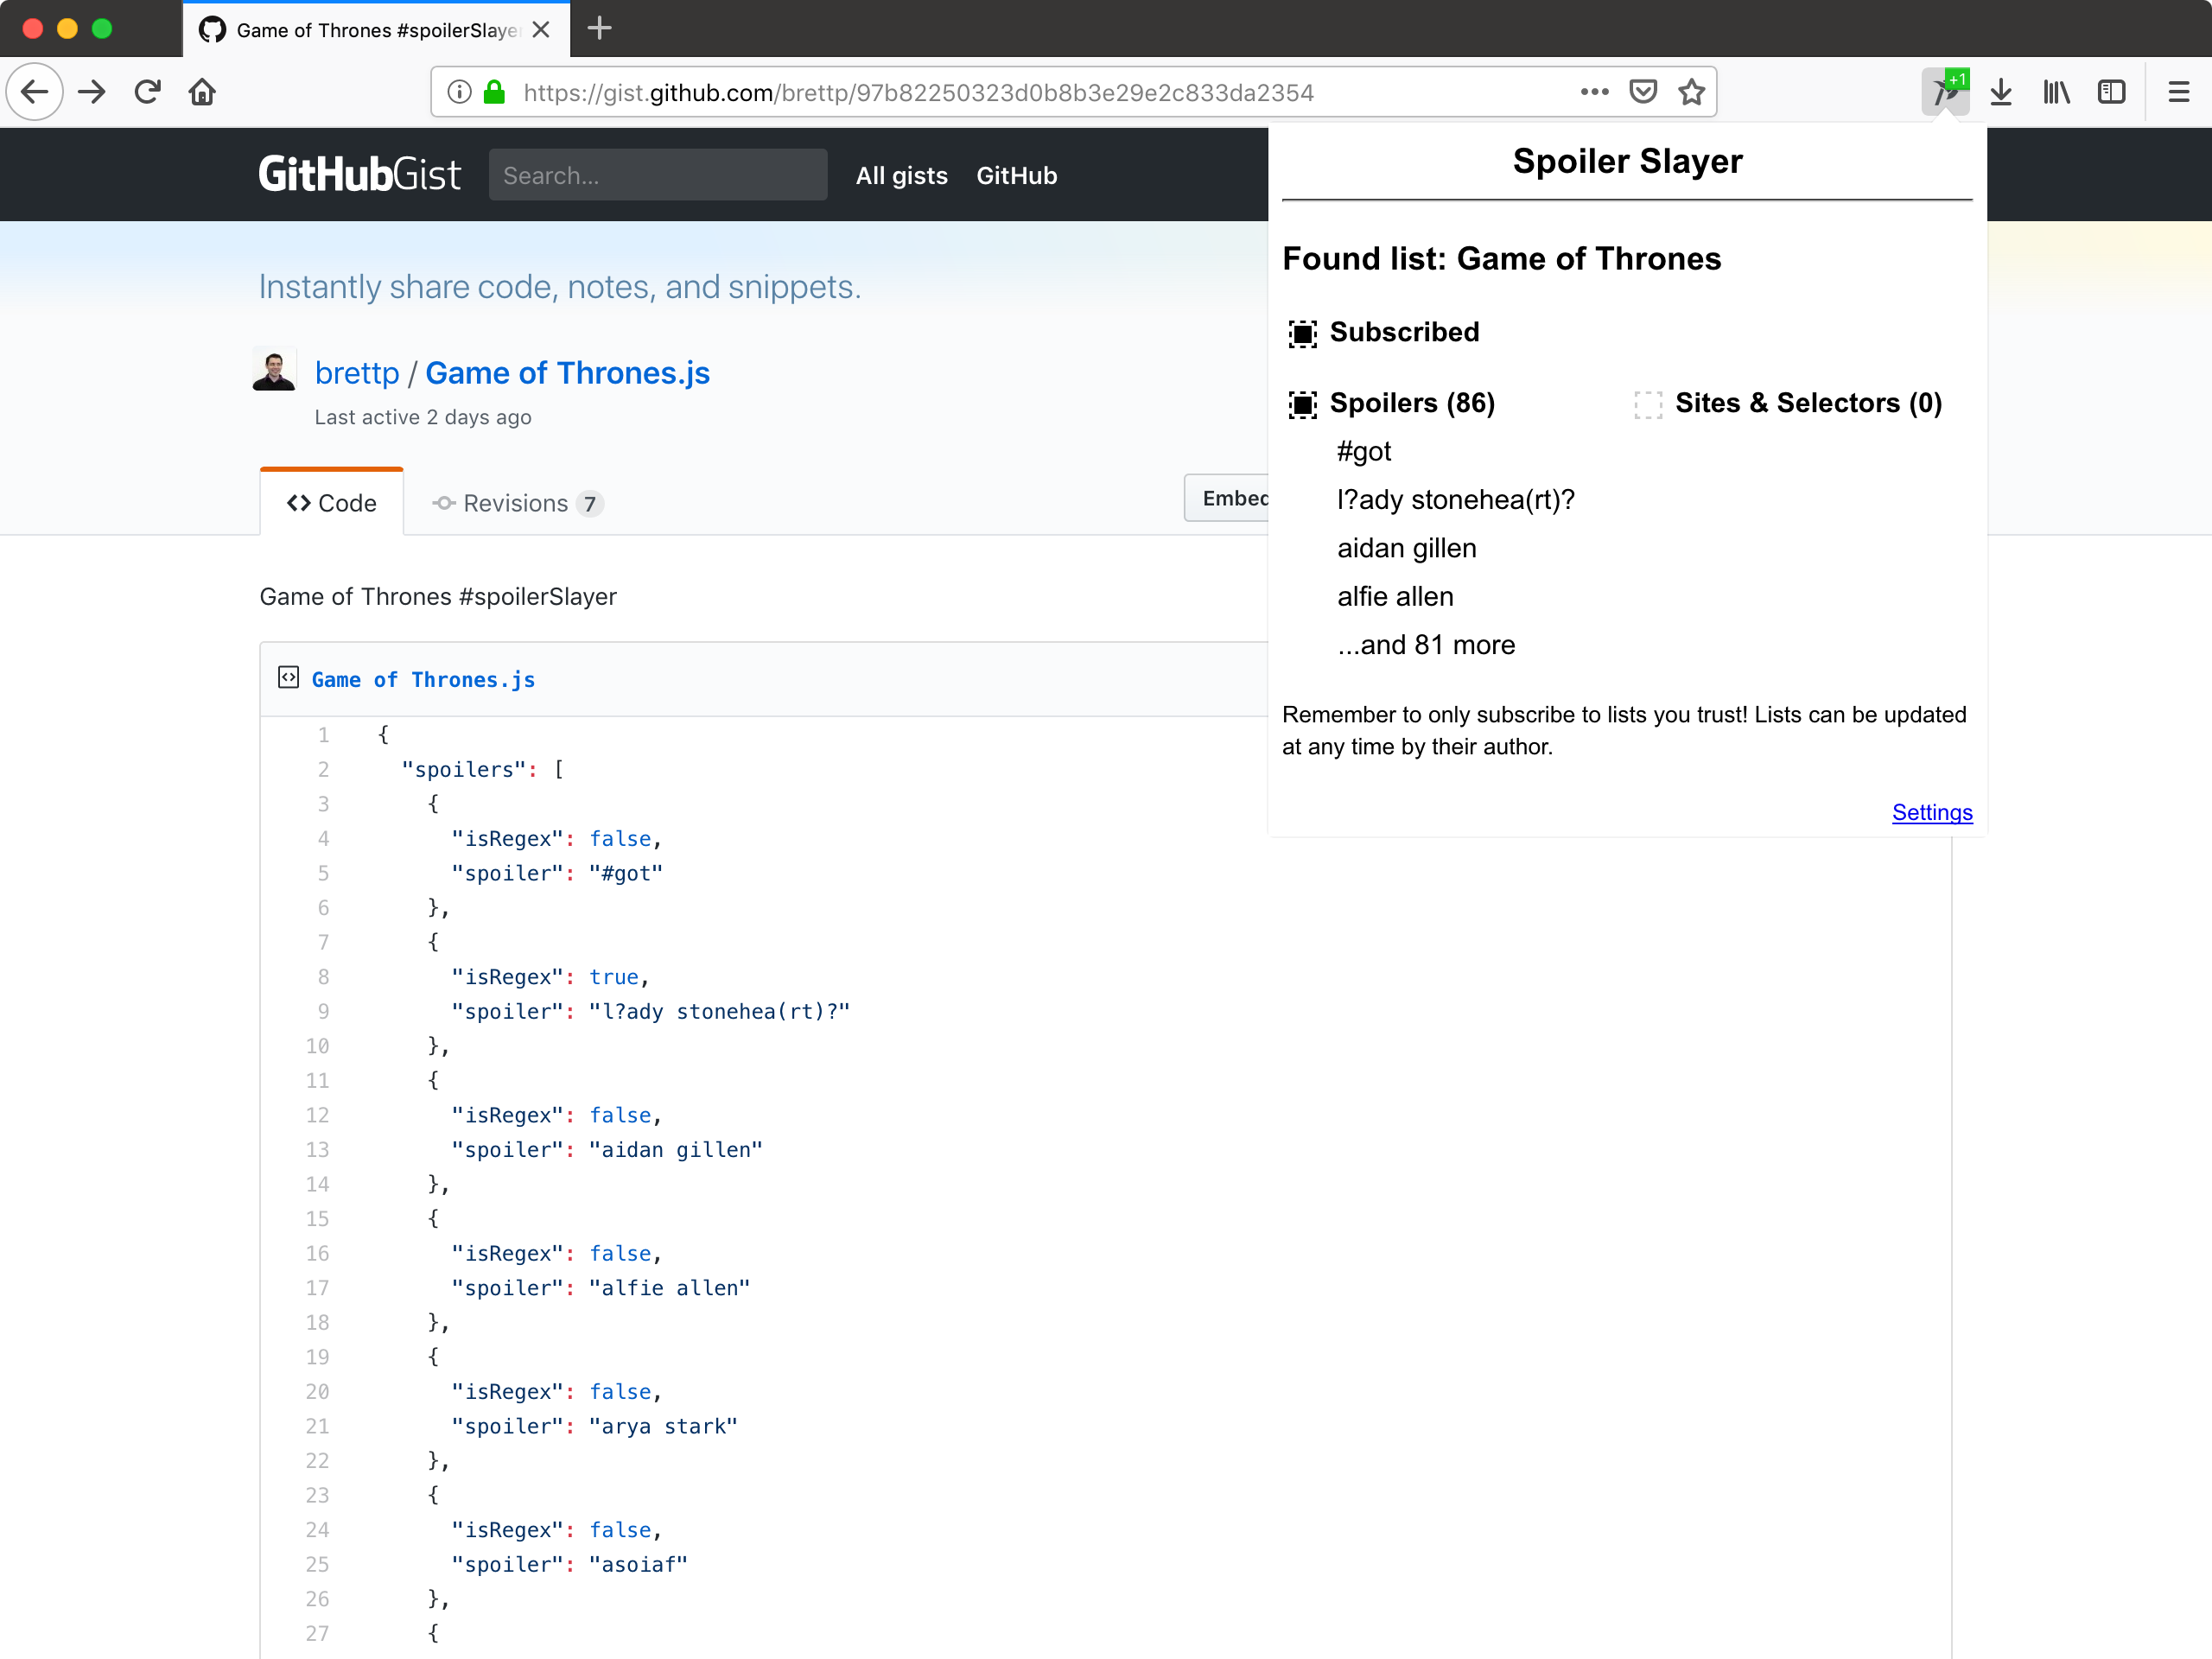 Game of Thrones #spoilerSlaye
https://gist.github.com/brettp/97b82250323d0b8b3e29e2c833da2354
+1
GitHubGist
Search...
All gists
GitHub
Instantly share code, notes, and snippets.
brettp / Game of Thrones.js
Last active 2 days ago
Code
Revisions 7
Embed
Game of Thrones #spoilerSlayer
Game of Thrones.js
1 {
2 "spoilers": [
3 {
4 "isRegex": false,
5 "spoiler": "#got"
6 },
7 {
8 "isRegex": true,
9 "spoiler": "l?ady stonehea(rt)?"
10 },
11 {
12 "isRegex": false,
13 "spoiler": "aidan gillen"
14 },
15 {
16 "isRegex": false,
17 "spoiler": "alfie allen"
18 },
19 {
20 "isRegex": false,
21 "spoiler": "arya stark"
22 },
23 {
24 "isRegex": false,
25 "spoiler": "asoiaf"
26 },
27 {
Spoiler Slayer
Found list: Game of Thrones
Subscribed
Spoilers (86)
#got
l?ady stonehea(rt)?
aidan gillen
alfie allen
...and 81 more
Sites & Selectors (0)
Remember to only subscribe to lists you trust! Lists can be updated
at any time by their author.
Settings